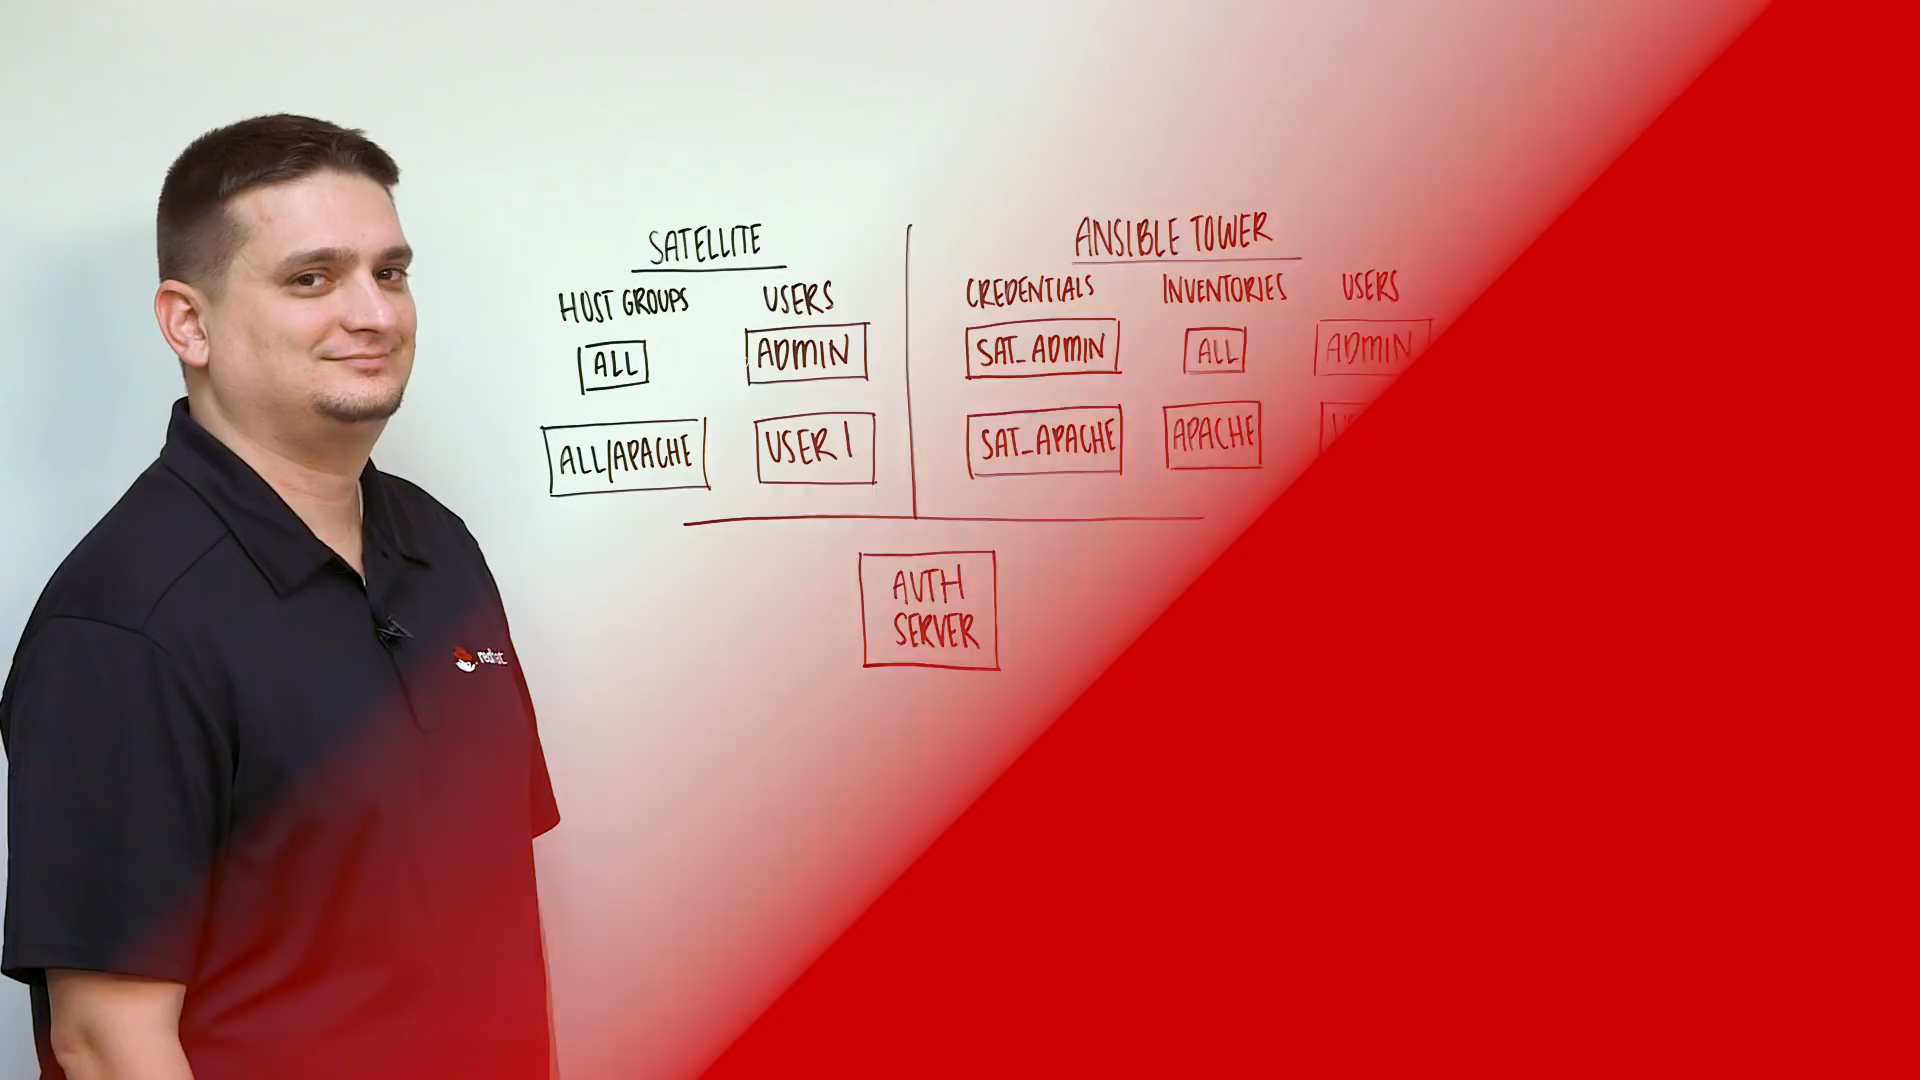 SATELLITE
HOST GROUPS USERS
ALL ADMIN
ALL/APACHE USER 1
ANSIBLE TOWER
CREDENTIALS INVENTORIES USERS
SAT_ADMIN ALL ADMIN
SAT_APACHE APACHE
AUTH
SERVER
redhat